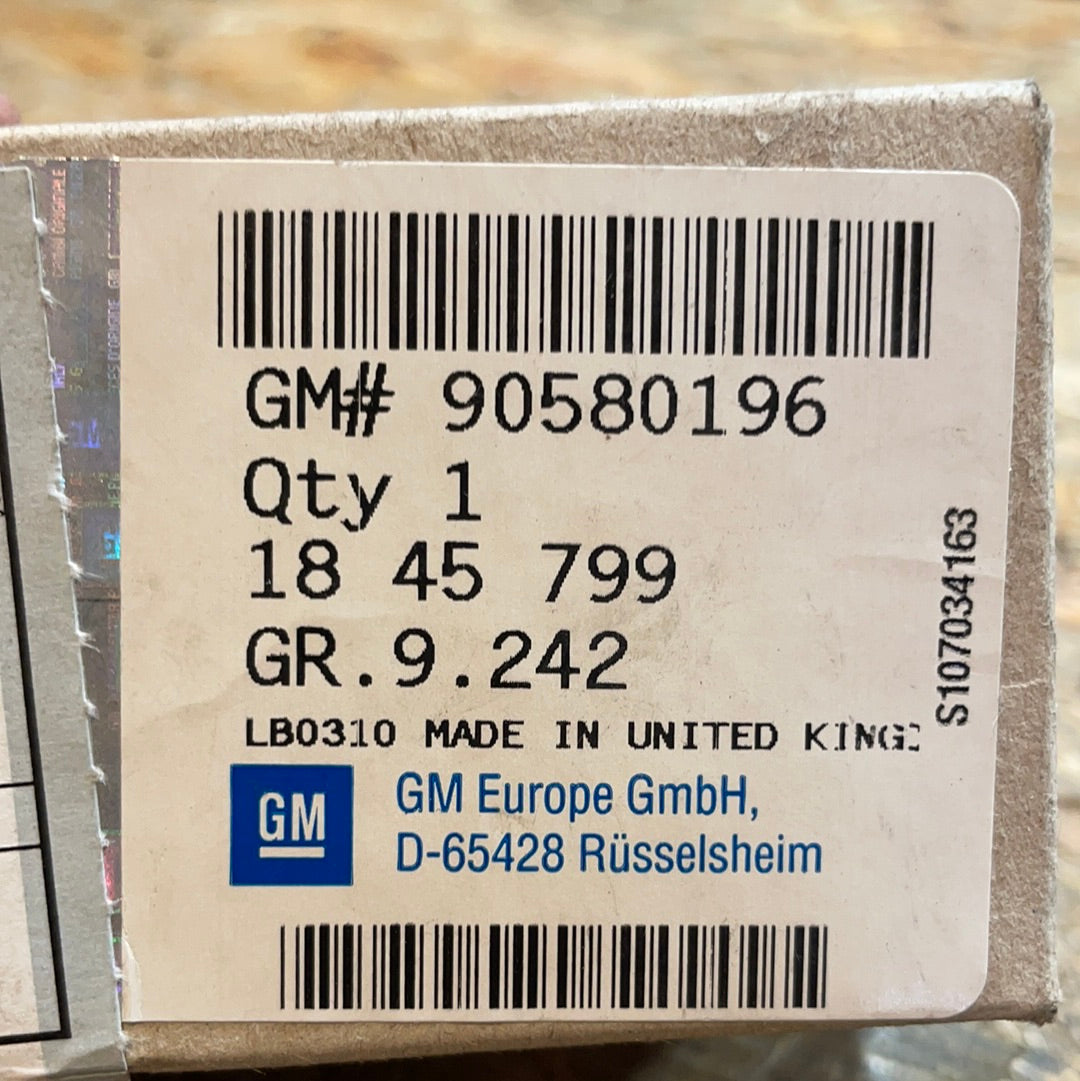 GM# 90580196
Qty 1
18 45 799
GR.9.242
LB0310 MADE IN UNITED KING
S107034163
GM
GM Europe GmbH,
D-65428 Rüsselsheim